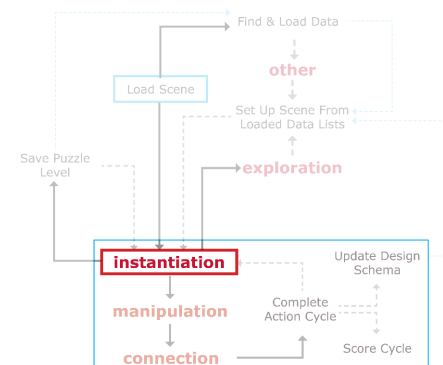 Find & Load Data
other
Load Scene
Set Up Scene From
Loaded Data Lists
Save Puzzle
Level
exploration
instantiation
Update Design
Schema
manipulation
Complete
Action Cycle
connection
Score Cycle